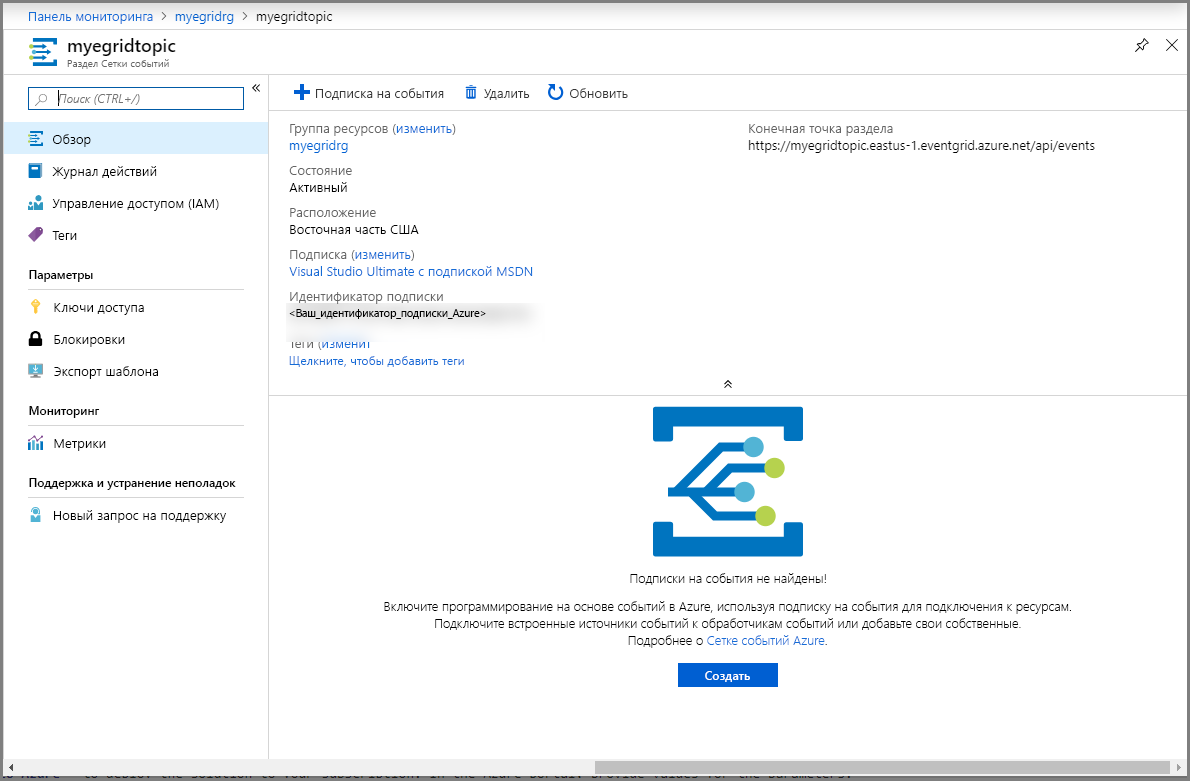 Панель мониторинга > myegridrg > myegridtopic
myegridtopic
Раздел Сетки событий
Поиск (CTRL+/)
«
Обзор
Журнал действий
Управление доступом (IAM)
Теги
Параметры
Ключи доступа
Блокировки
Экспорт шаблона
Мониторинг
Метрики
Поддержка и устранение неполадок
Новый запрос на поддержку
Подписка на события Удалить Обновить
Группа ресурсов (изменить)
myegridrg
Состояние
Активный
Расположение
Восточная часть США
Подписка (изменить)
Visual Studio Ultimate с подпиской MSDN
Идентификатор подписки
<Ваш_идентификатор_подписки_Azure>
Теги (изменит
Щелкните, чтобы добавить теги
Конечная точка раздела
https://myegridtopic.eastus-1.eventgrid.azure.net/api/events
Подписки на события не найдены!
Включите программирование на основе событий в Azure, используя подписку на события для подключения к ресурсам.
Подключите встроенные источники событий к обработчикам событий или добавьте свои собственные.
Подробнее о Сетке событий Azure.
Создать